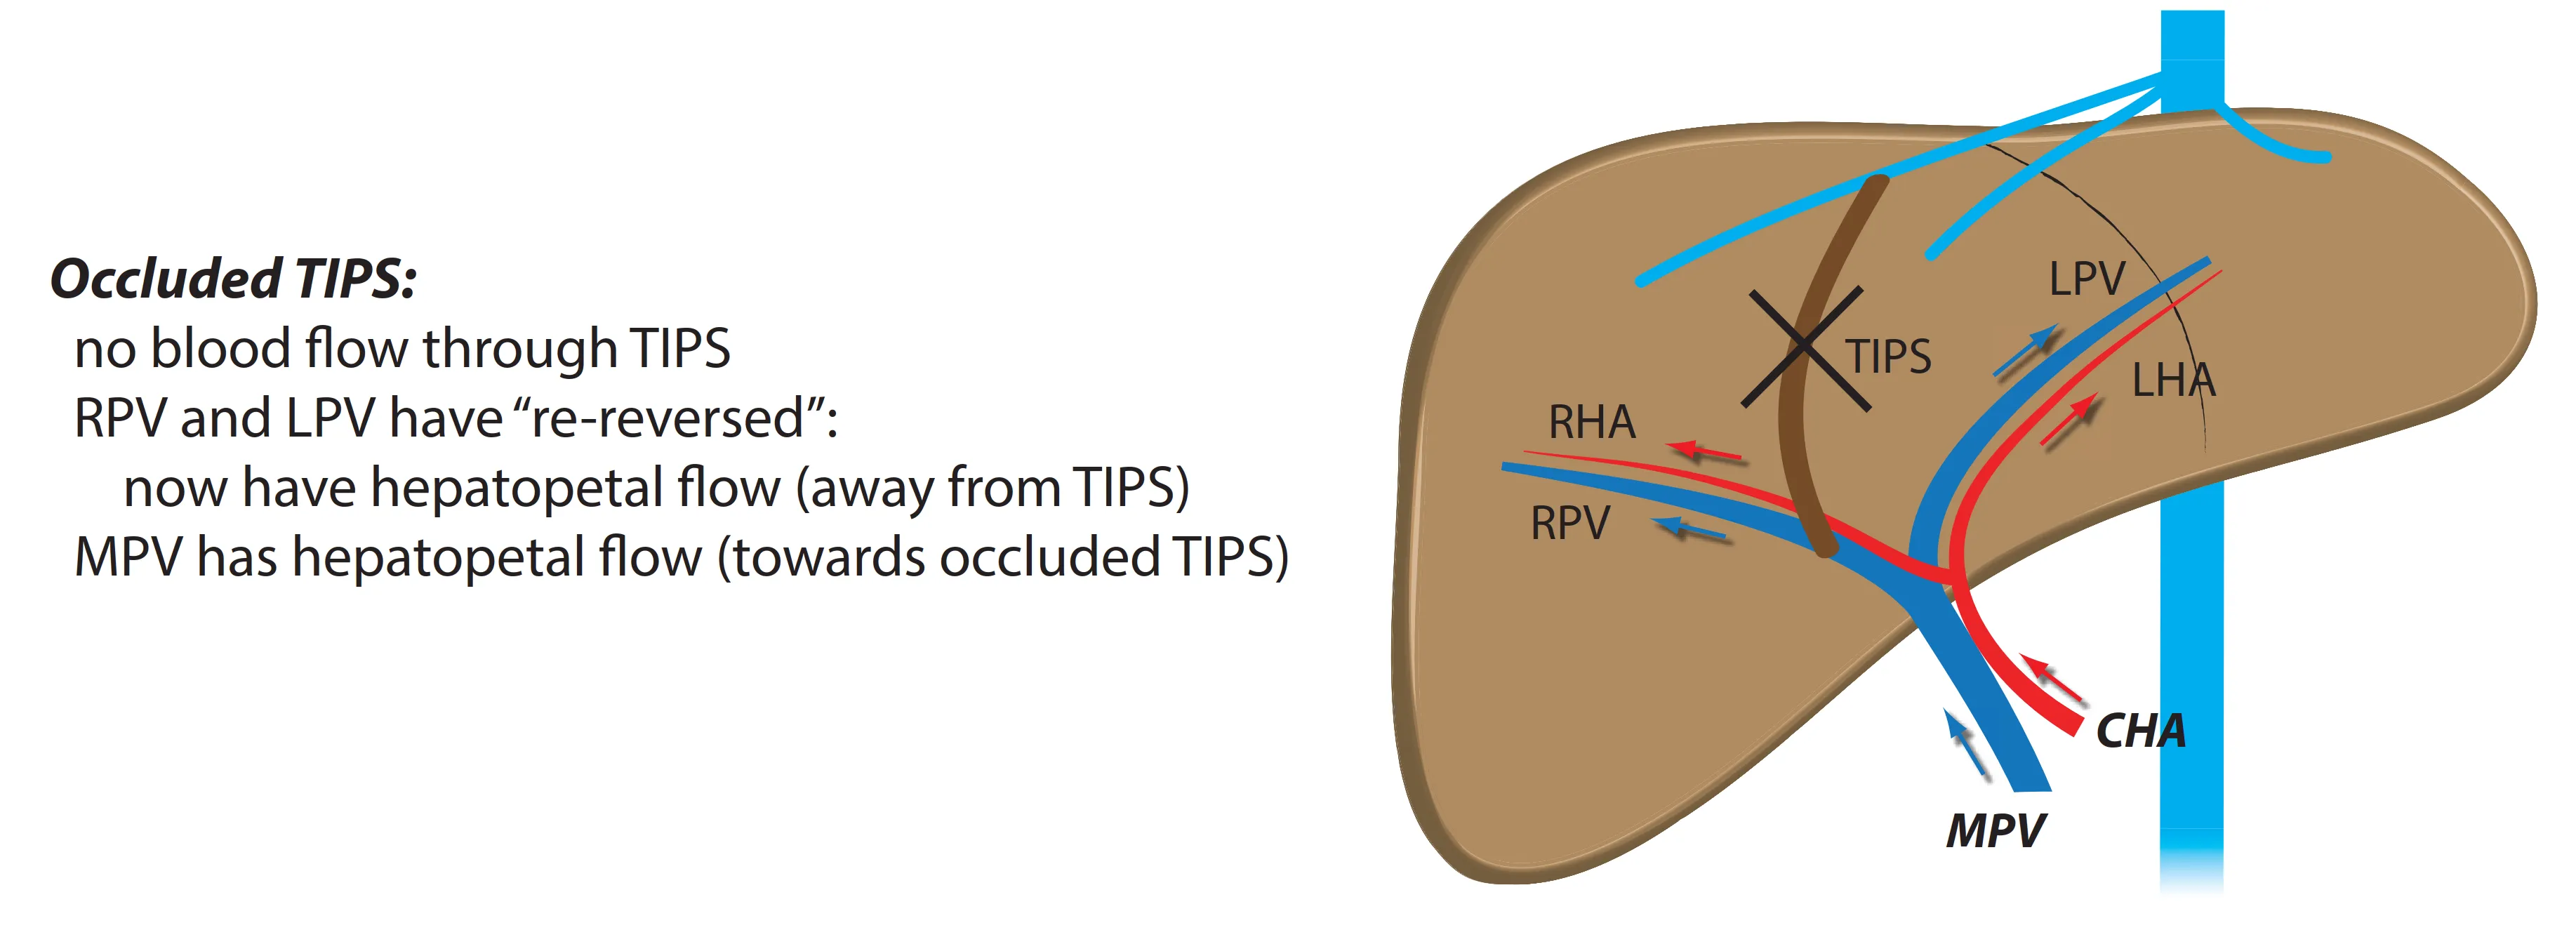 Occluded TIPS:
no blood flow through TIPS
RPV and LPV have “re-reversed”:
now have hepatopetal flow (away from TIPS)
MPV has hepatopetal flow (towards occluded TIPS)
LPV
TIPS
LHA
RHA
RPV
CHA
MPV